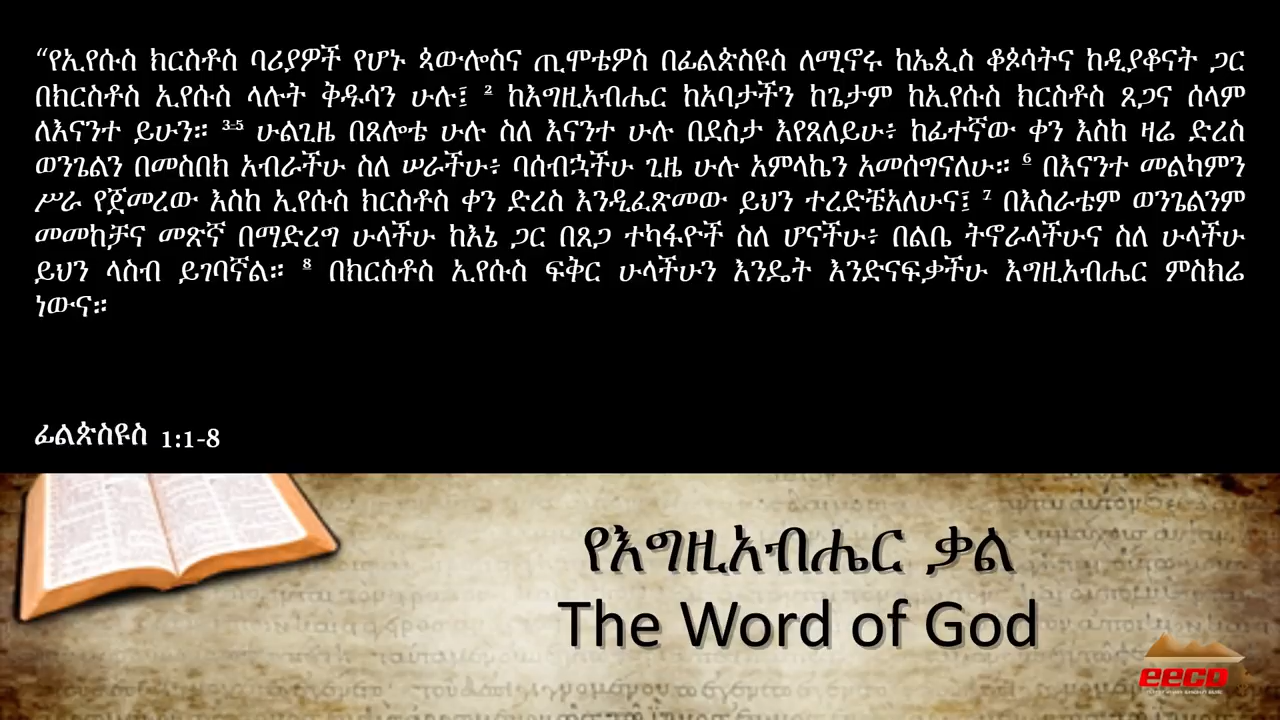 “የኢየሱስ ክርስቶስ ባሪያዎች የሆኑ ጳውሎስና ጢሞቴዎስ በፊልጵስዩስ ለሚኖሩ ከኤጲስ ቆጶሳትና ከዲያቆናት ጋር
በክርስቶስ ኢየሱስ ላሉት ቅዱሳን ሁሉ፤ ² ከእግዚአብሔር ከአባታችን ከጌታም ከኢየሱስ ክርስቶስ ጸጋና ሰላም
ለእናንተ ይሁን። ³⁻⁵ ሁልጊዜ በጸሎቴ ሁሉ ስለ እናንተ ሁሉ በደስታ እየጸለይሁ፥ ከፊተኛው ቀን እስከ ዛሬ ድረስ
ወንጌልን በመስበክ አብራችሁ ስለ ሠራችሁ፥ ባሰብኋችሁ ጊዜ ሁሉ አምላኬን አመሰግናለሁ። ⁶ በእናንተ መልካምን
ሥራ የጀመረው እስከ ኢየሱስ ክርስቶስ ቀን ድረስ እንዲፈጽመው ይህን ተረድቼአለሁና፤ ⁷ በእስራቴም ወንጌልንም
መመከቻና መጽኛ በማድረግ ሁላችሁ ከእኔ ጋር በጸጋ ተካፋዮች ስለ ሆናችሁ፥ በልቤ ትኖራላችሁና ስለ ሁላችሁ
ይህን ላስብ ይገባኛል። ⁸ በክርስቶስ ኢየሱስ ፍቅር ሁላችሁን እንዴት እንድናፍቃችሁ እግዚአብሔር ምስክሬ
ነውና።
ፊልጵስዩስ 1:1-8
የእግዚአብሔር ቃል
The Word of God
eeco